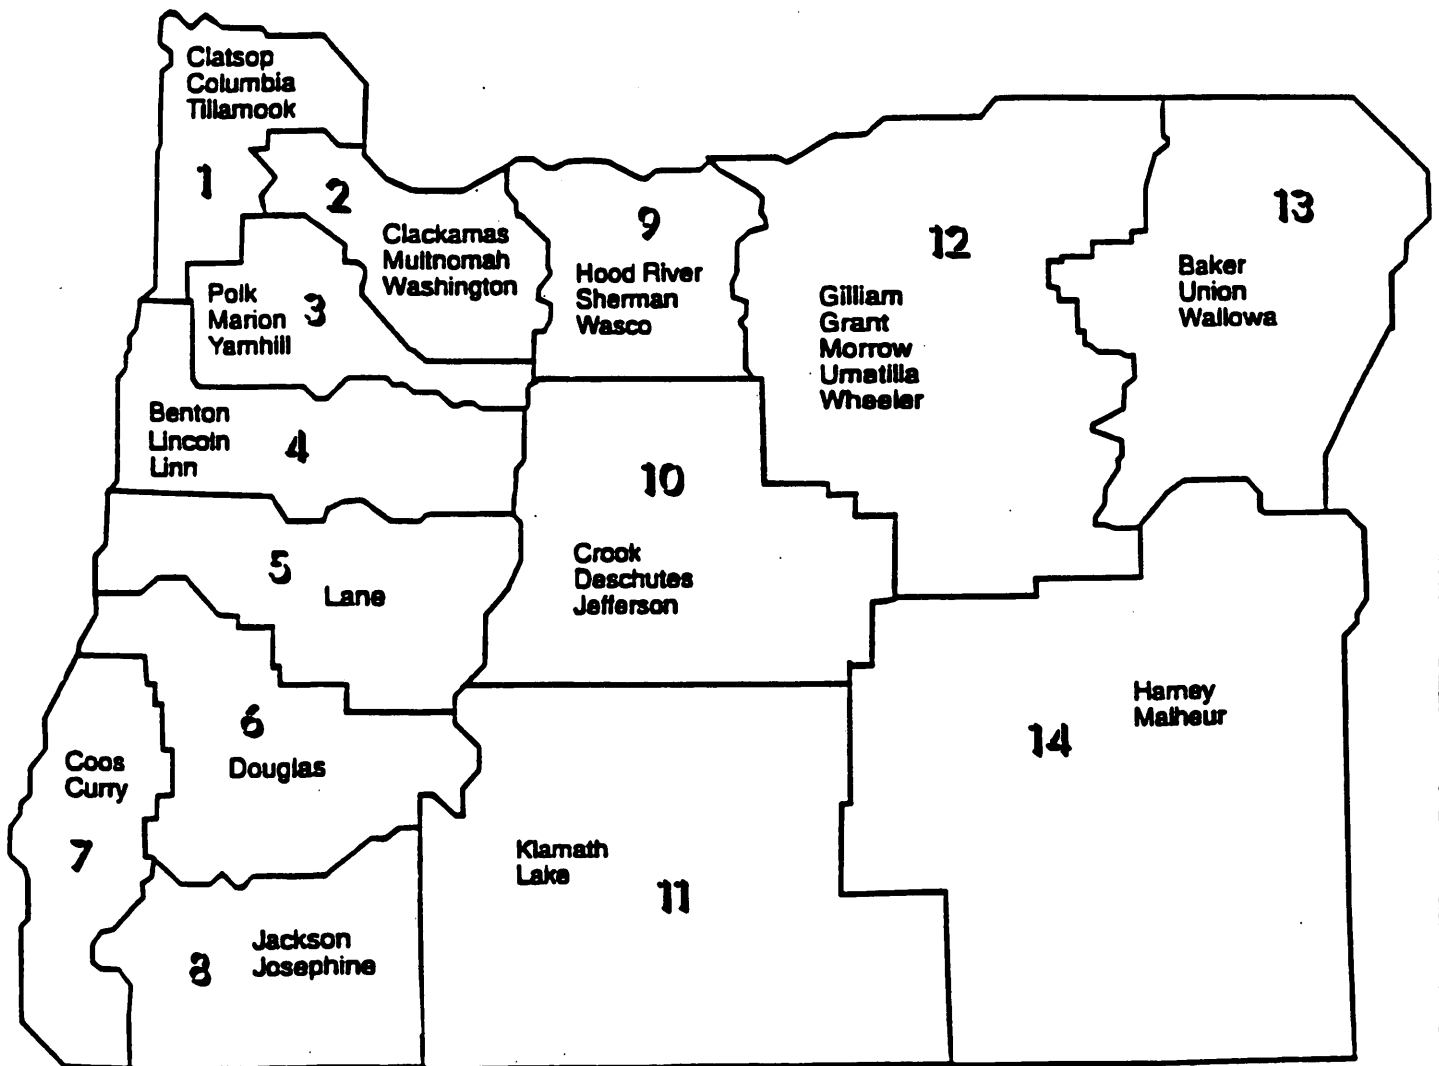 Clatsop
Columbia
Tillamook
1
2
Clackamas
Multnomah
Washington
Polk
Marion
Yamhill
3
9
Hood River
Sherman
Wasco
12
Gilliam
Grant
Morrow
Umatilla
Wheeler
13
Baker
Union
Wallowa
Benton
Lincoln
Linn
4
10
Crook
Deschutes
Jefferson
5
Lane
6
Douglas
Coos
Curry
7
8
Jackson
Josephine
Klamath
Lake
11
Harney
Malheur
14